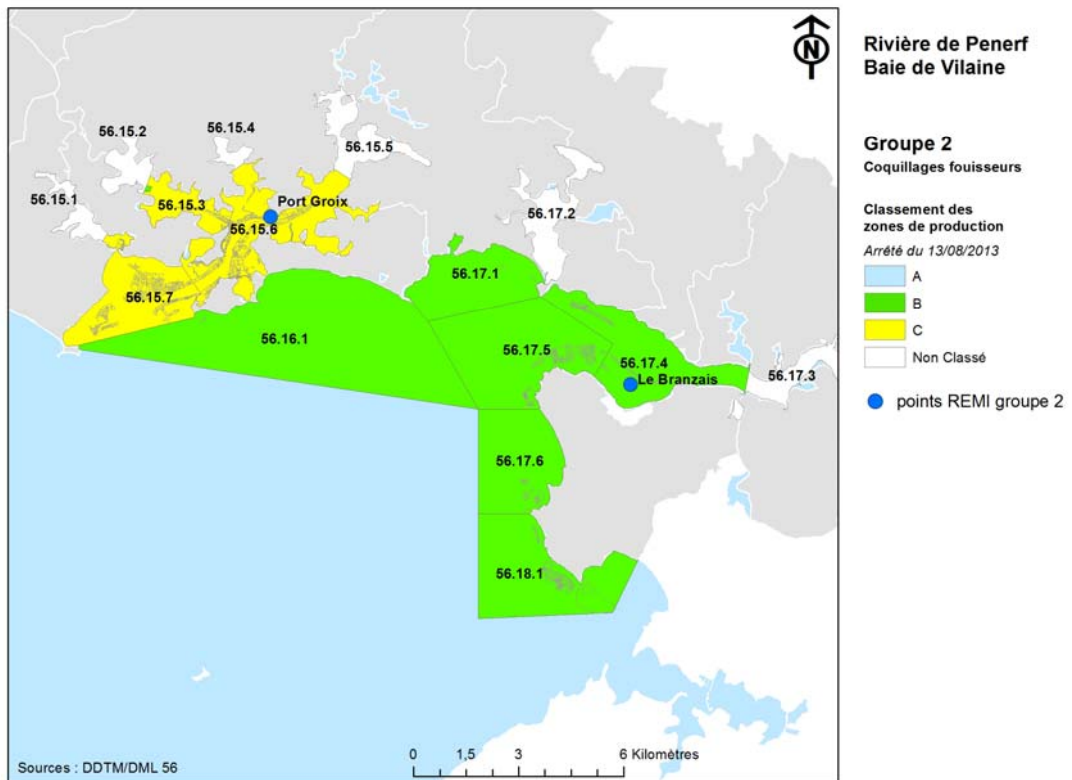 56.15.2
56.15.4
56.15.5
56.15.1
56.15.3
Port Groix
56.15.6
56.17.2
56.15.7
56.17.1
56.16.1
56.17.5
56.17.4
Le Branzais
56.17.3
56.17.6
56.18.1
Sources : DDTM/DML 56
0 1,5 3 6 Kilomètres
N
Rivière de Penerf
Baie de Vilaine
Groupe 2
Coquillages fouisseurs
Classement des
zones de production
Arrêté du 13/08/2013
A
B
C
Non Classé
points REMI groupe 2